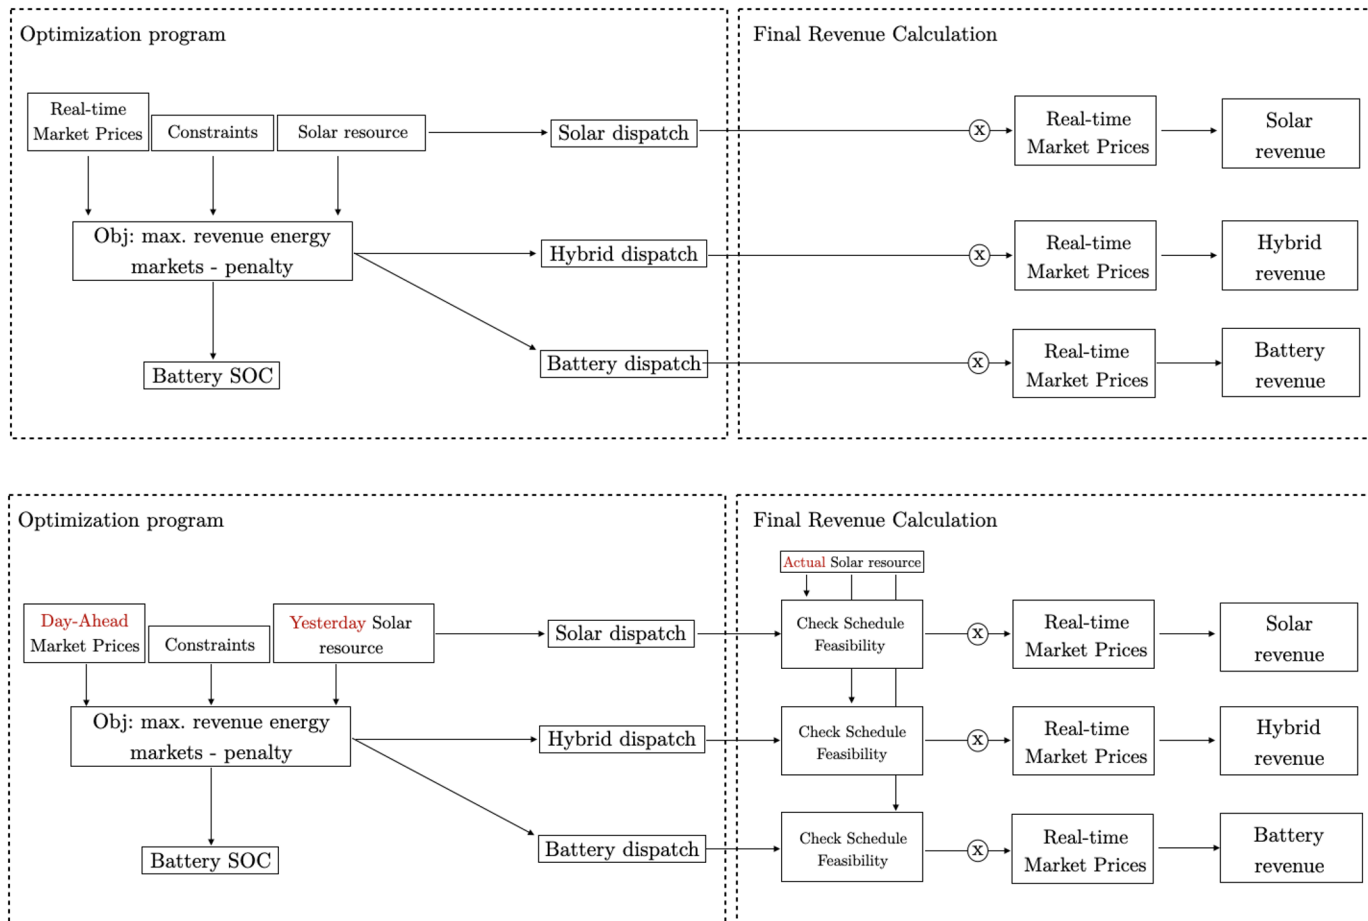 Optimization program
Final Revenue Calculation
Real-time
Market Prices
Constraints
Solar resource
Solar dispatch
x
Real-time
Market Prices
Solar
revenue
Obj: max. revenue energy
markets - penalty
Hybrid dispatch
x
Real-time
Market Prices
Hybrid
revenue
Battery SOC
Battery dispatch
x
Real-time
Market Prices
Battery
revenue
Optimization program
Final Revenue Calculation
Actual Solar resource
Day-Ahead
Market Prices
Constraints
Yesterday Solar
resource
Solar dispatch
Check Schedule
Feasibility
x
Real-time
Market Prices
Solar
revenue
Obj: max. revenue energy
markets - penalty
Hybrid dispatch
Check Schedule
Feasibility
x
Real-time
Market Prices
Hybrid
revenue
Battery SOC
Battery dispatch
Check Schedule
Feasibility
x
Real-time
Market Prices
Battery
revenue